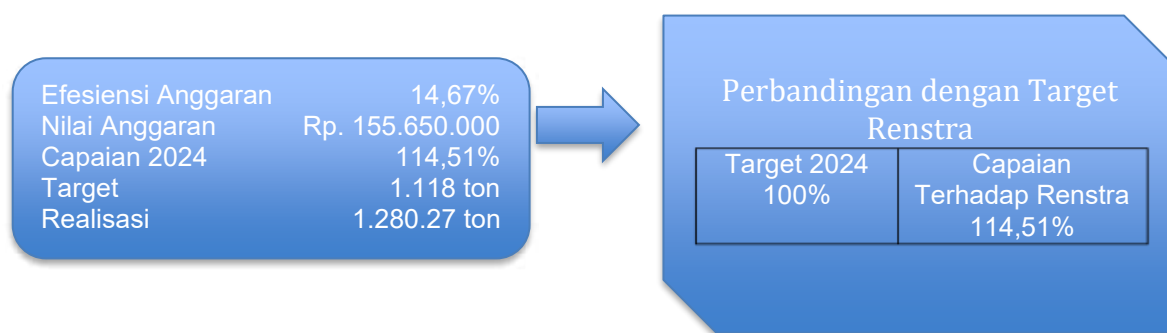 Efesiensi Anggaran 14,67%
Nilai Anggaran Rp. 155.650.000
Capaian 2024 114,51%
Target 1.118 ton
Realisasi 1.280.27 ton
Perbandingan dengan Target
Renstra
Target 2024
100%
Capaian
Terhadap Renstra
114,51%